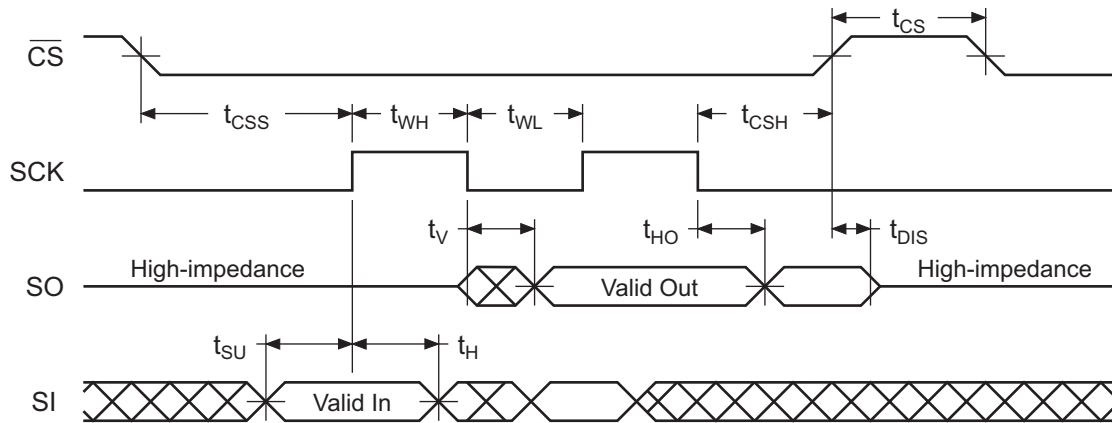 t_CS
C̅S̅
t_CSS
t_WH
t_WL
t_CSH
SCK
t_V
t_HO
t_DIS
High-impedance
High-impedance
SO
Valid Out
t_SU
t_H
SI
Valid In